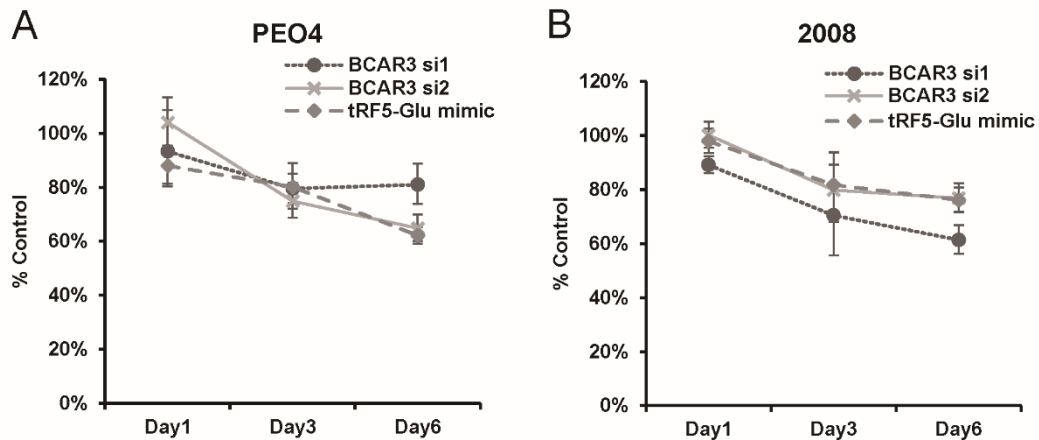 A
PEO4
BCAR3 si1
BCAR3 si2
tRF5-Glu mimic
120%
100%
80%
60%
40%
20%
0%
% Control
Day1
Day3
Day6
B
2008
BCAR3 si1
BCAR3 si2
tRF5-Glu mimic
120%
100%
80%
60%
40%
20%
0%
% Control
Day1
Day3
Day6